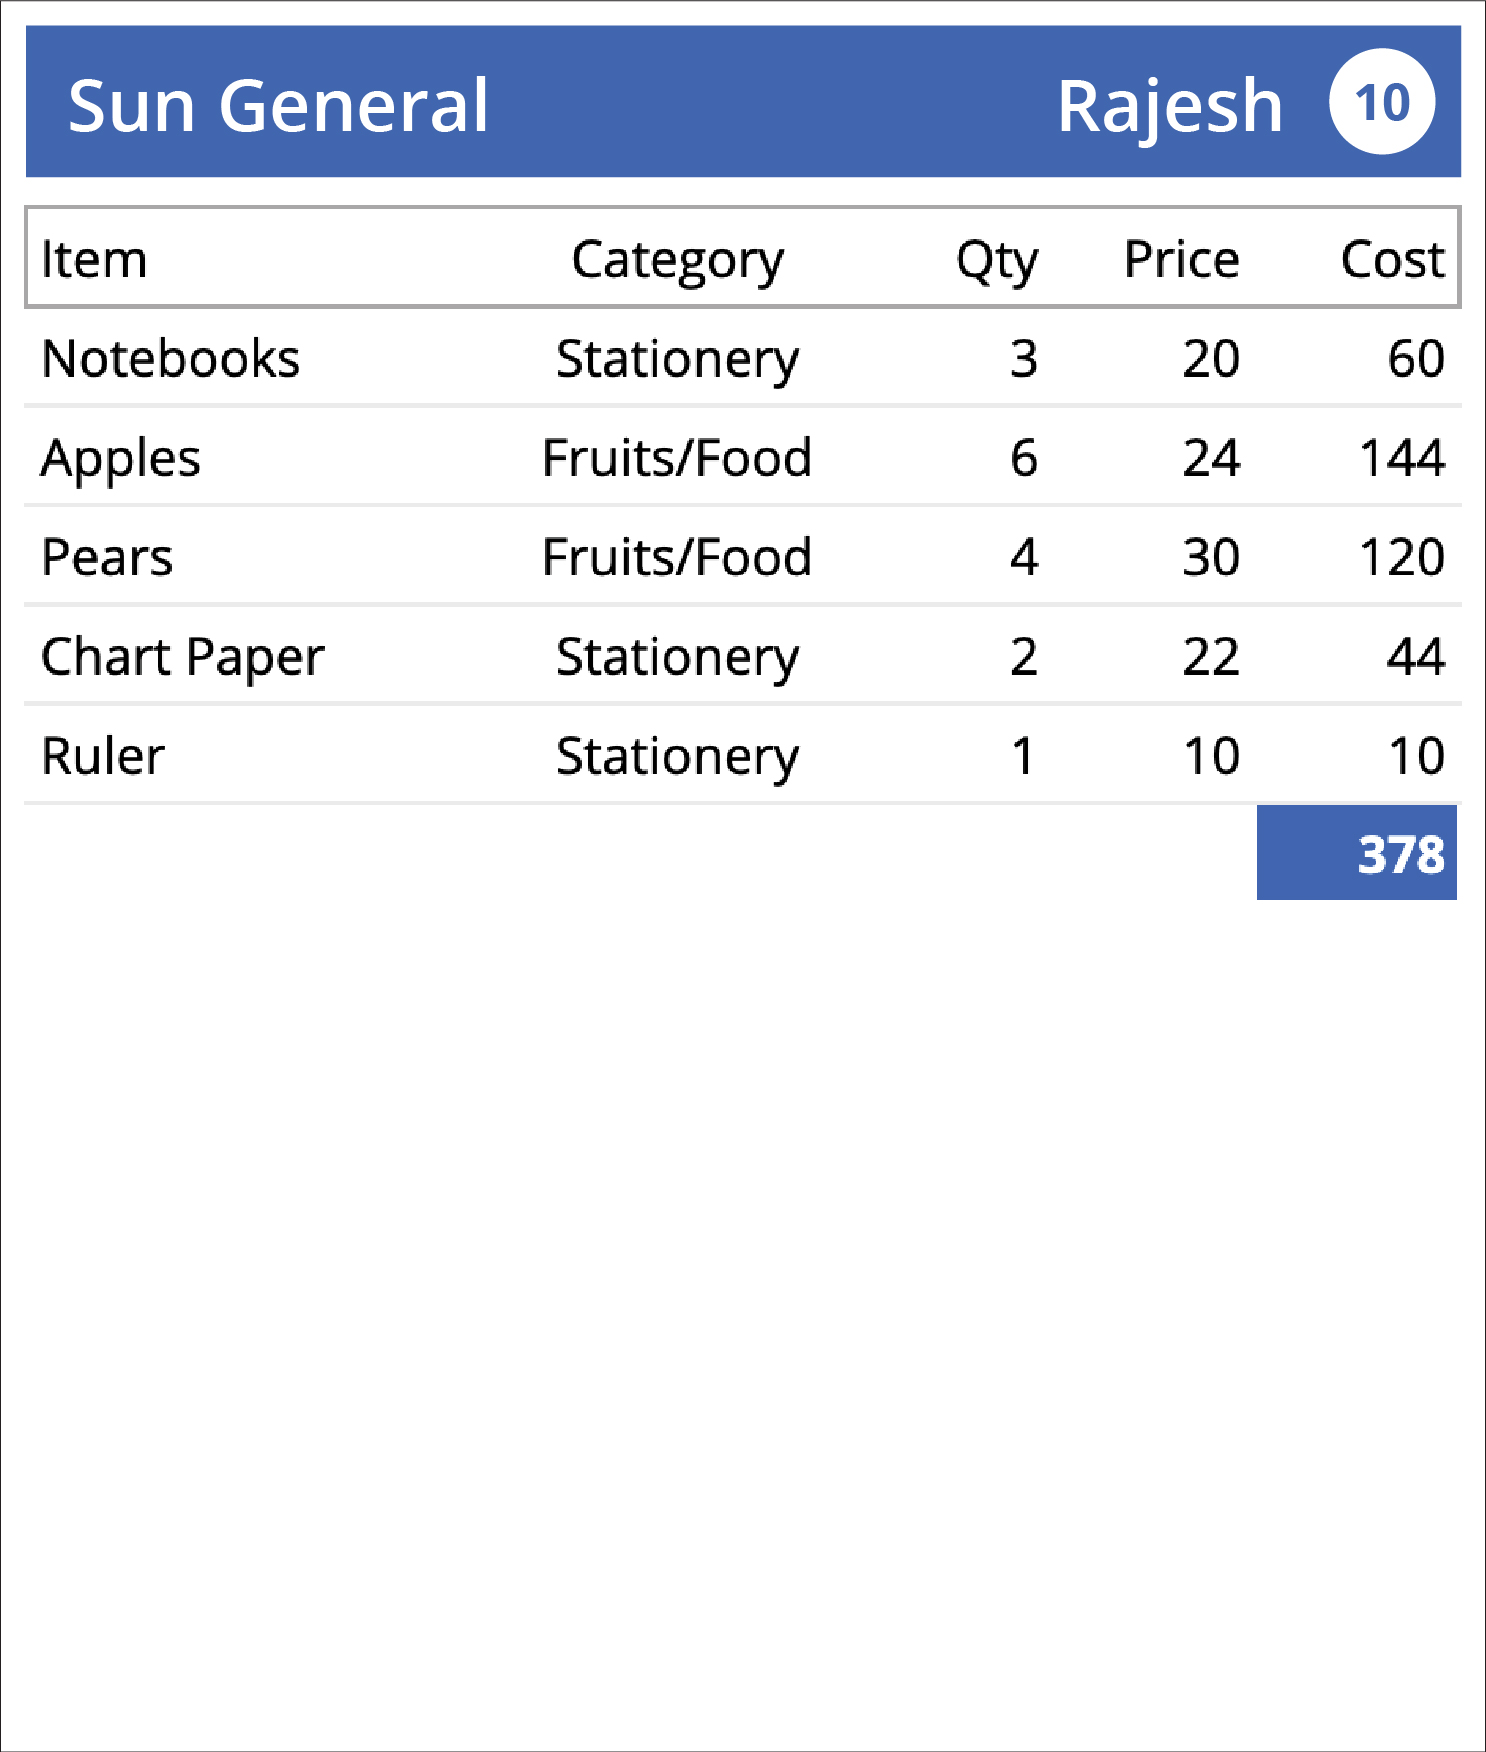 Sun General Rajesh 10
Item Category Qty Price Cost
Notebooks Stationery 3 20 60
Apples Fruits/Food 6 24 144
Pears Fruits/Food 4 30 120
Chart Paper Stationery 2 22 44
Ruler Stationery 1 10 10
378